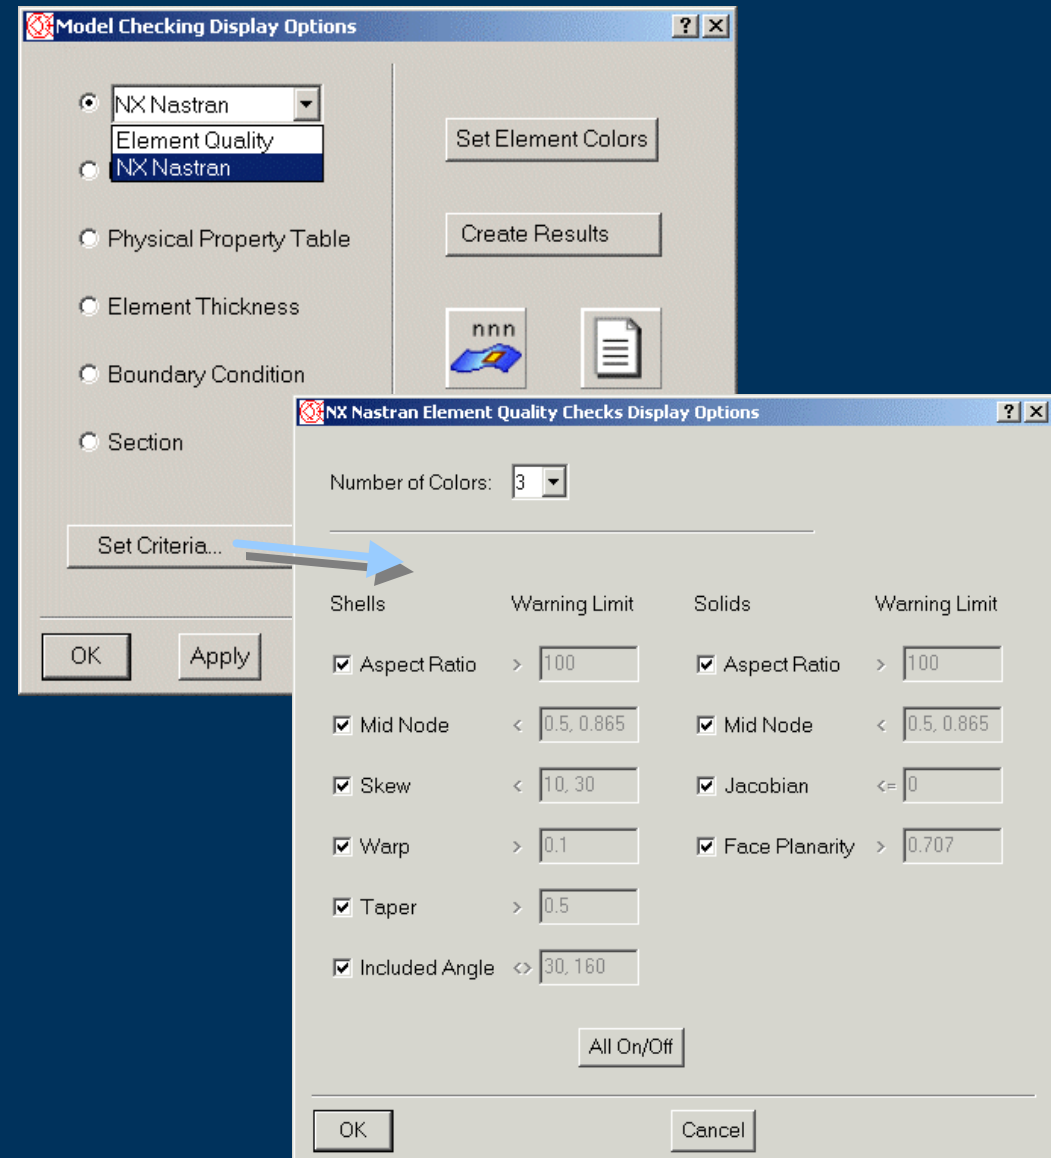 Model Checking Display Options
NX Nastran
Element Quality
NX Nastran
Physical Property Table
Element Thickness
Boundary Condition
Section
Set Criteria...
OK
Apply
Set Element Colors
Create Results
nnn
NX Nastran Element Quality Checks Display Options
Number of Colors: 3
Shells Warning Limit Solids Warning Limit
Aspect Ratio > 100 Aspect Ratio > 100
Mid Node < 0.5, 0.865 Mid Node < 0.5, 0.865
Skew < 10, 30 Jacobian <= 0
Warp > 0.1 Face Planarity > 0.707
Taper > 0.5
Included Angle <> 30, 160
All On/Off
OK Cancel